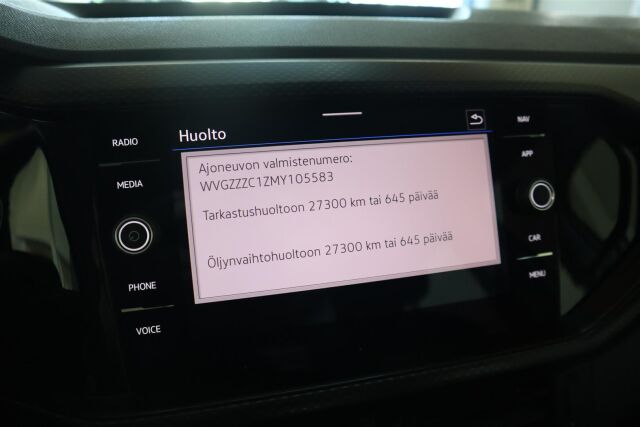 Huolto
Ajoneuvon valmistenumero:
WVGZZZC1ZMY105583
Tarkastushuoltoon 27300 km tai 645 päivää
Öljynvaihtohuoltoon 27300 km tai 645 päivää
RADIO
MEDIA
PHONE
VOICE
NAV
APP
CAR
MENU